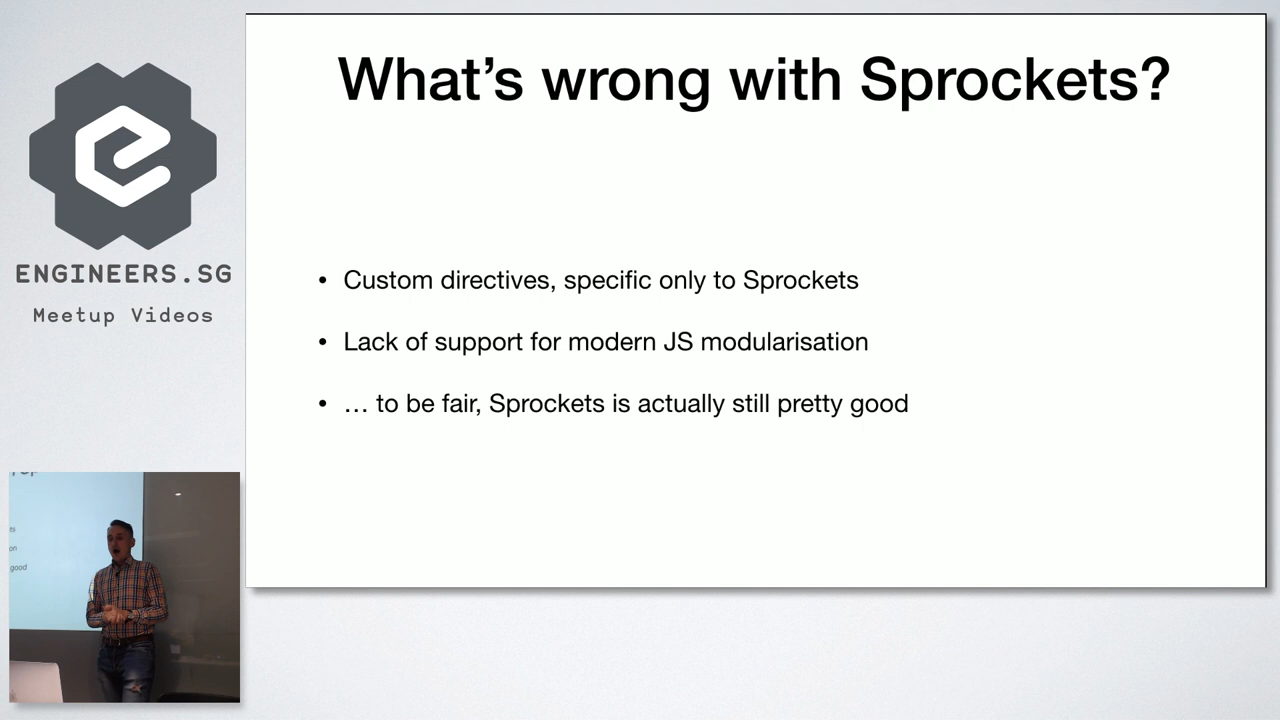 What's wrong with Sprockets?
• Custom directives, specific only to Sprockets
• Lack of support for modern JS modularisation
• … to be fair, Sprockets is actually still pretty good
ENGINEERS.SG
Meetup Videos
good